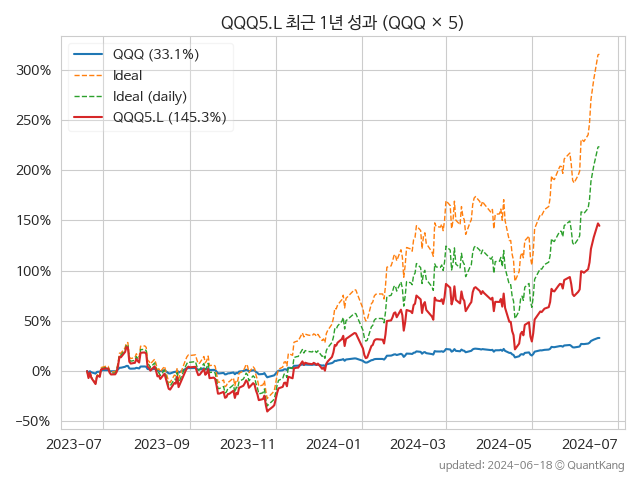 QQQ5.L 최근 1년 성과 (QQQ × 5)
QQQ (33.1%)
Ideal
Ideal (daily)
QQQ5.L (145.3%)
300%
250%
200%
150%
100%
50%
0%
−50%
2023-07 2023-09 2023-11 2024-01 2024-03 2024-05 2024-07
updated: 2024-06-18 © QuantKang